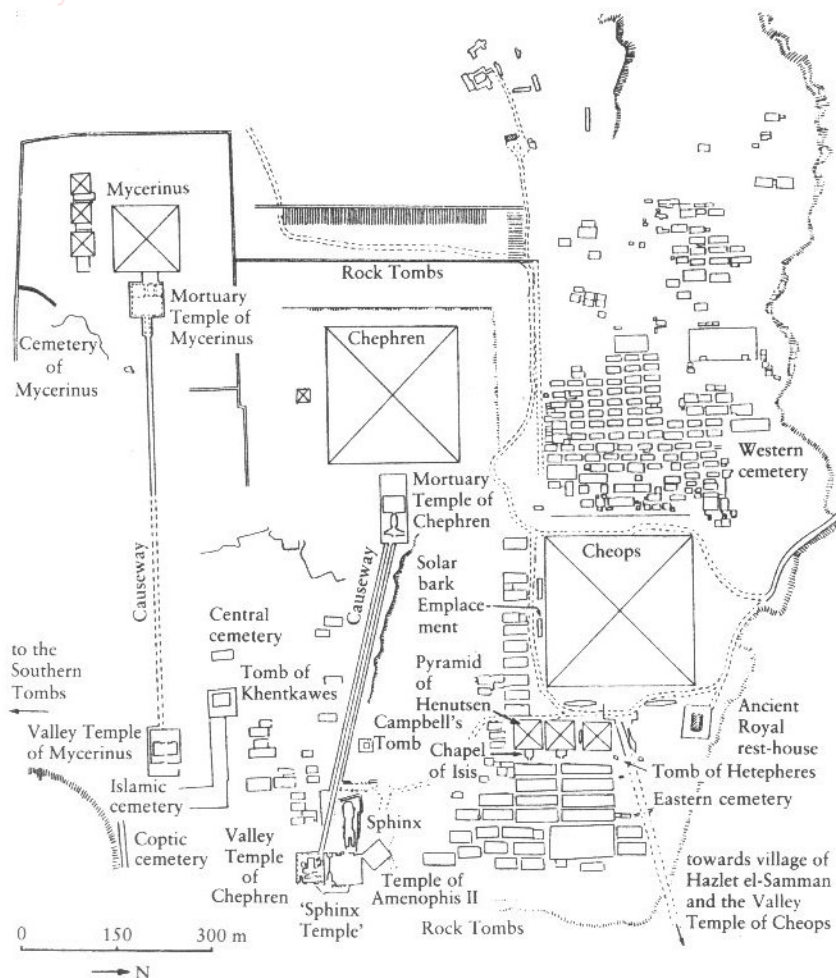 Mycerinus
Rock Tombs
Mortuary
Temple of
Mycerinus
Cemetery
of
Mycerinus
Chephren
Western
cemetery
Mortuary
Temple of
Chephren
Causeway
Causeway
Cheops
Solar
bark
Emplace
ment
Central
cemetery
to the
Southern
Tombs
Tomb of
Khentkawes
Pyramid
of
Henutsen
Campbell's
Tomb
Chapel
of Isis
Ancient
Royal
rest-house
Valley Temple
of Mycerinus
Tomb of Hetepheres
Islamic
cemetery
Eastern cemetery
Sphinx
Coptic
cemetery
Valley
Temple
of
Chephren
Temple of
Amenophis II
'Sphinx
Temple'
Rock Tombs
towards village of
Hazlet el-Samman
and the Valley
Temple of Cheops
0 150 300 m
N